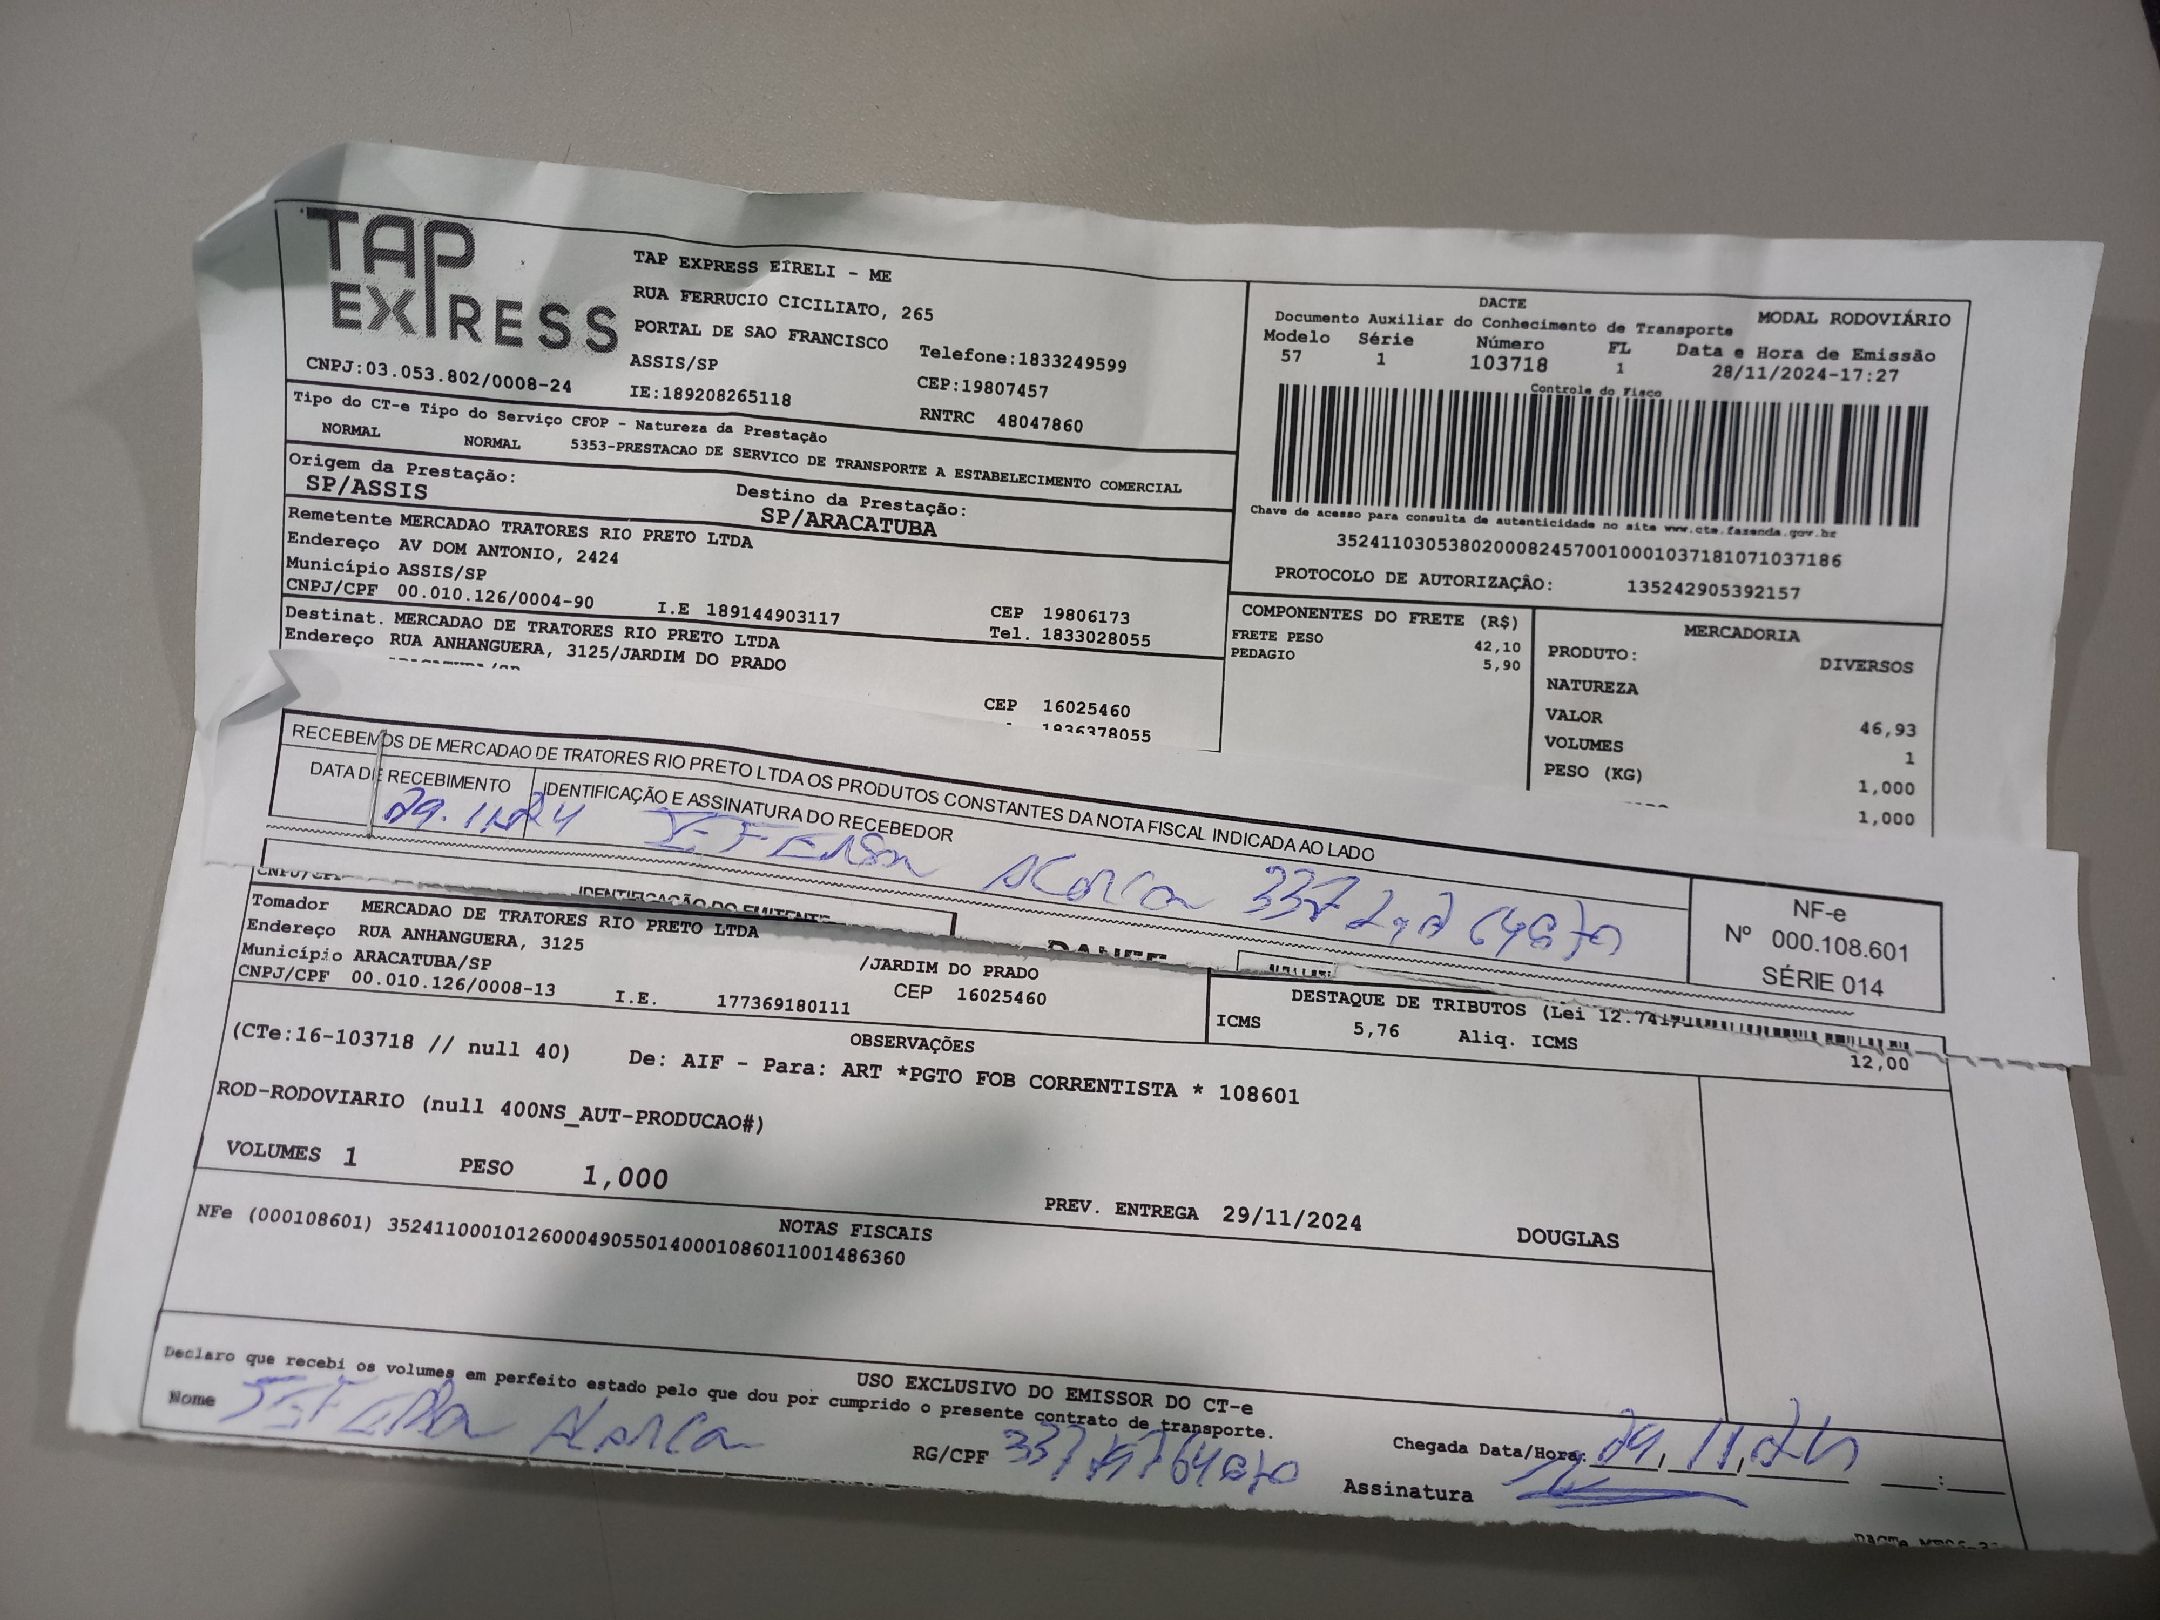 TAP
EXPRESS
CNPJ:03.053.802/0008-24
TAP EXPRESS EIRELI - ME
RUA FERRUCIO CICILIATO, 265
PORTAL DE SAO FRANCISCO
ASSIS/SP
IE:189208265118
Telefone:1833249599
CEP:19807457
RNTRC 48047860
DACTE
MODAL RODOVIÁRIO
Documento Auxiliar do Conhecimento de Transporte
Modelo Série Número FL Data e Hora de Emissão
57 1 103718 1 28/11/2024-17:27
Controle do Fisco
Chave de acesso para consulta de autenticidade no site www.cte.fazenda.gov.br
35241103053802000824570010001037181071037186
PROTOCOLO DE AUTORIZAÇÃO: 135242905392157
Tipo do CT-e Tipo do Serviço CFOP - Natureza da Prestação
NORMAL NORMAL 5353-PRESTACAO DE SERVICO DE TRANSPORTE A ESTABELECIMENTO COMERCIAL
Origem da Prestação: Destino da Prestação:
SP/ASSIS SP/ARACATUBA
Remetente MERCADAO TRATORES RIO PRETO LTDA
Endereço AV DOM ANTONIO, 2424
Município ASSIS/SP CEP 19806173
CNPJ/CPF 00.010.126/0004-90 I.E 189144903117 Tel. 1833028055
Destinat. MERCADAO DE TRATORES RIO PRETO LTDA
Endereço RUA ANHANGUERA, 3125/JARDIM DO PRADO
CEP 16025460
1836378055
COMPONENTES DO FRETE (R$)
FRETE PESO 42,10
PEDAGIO 5,90
MERCADORIA
PRODUTO: DIVERSOS
NATUREZA
VALOR 46,93
VOLUMES 1
PESO (KG) 1,000
1,000
RECEBEMOS DE MERCADAO DE TRATORES RIO PRETO LTDA OS PRODUTOS CONSTANTES DA NOTA FISCAL INDICADA AO LADO
DATA DE RECEBIMENTO IDENTIFICAÇÃO E ASSINATURA DO RECEBEDOR
29.11.24
NF-e
Nº 000.108.601
SÉRIE 014
CNPJ/CPF
IDENTIFICAÇÃO DO EMITENTE
DANFE
Tomador MERCADAO DE TRATORES RIO PRETO LTDA
Endereço RUA ANHANGUERA, 3125 /JARDIM DO PRADO
Município ARACATUBA/SP CEP 16025460
CNPJ/CPF 00.010.126/0008-13 I.E. 177369180111
DESTAQUE DE TRIBUTOS (Lei 12.741/
ICMS 5,76 Aliq. ICMS 12,00
OBSERVAÇÕES
(CTe:16-103718 // null 40) De: AIF - Para: ART *PGTO FOB CORRENTISTA * 108601
ROD-RODOVIARIO (null 400NS_AUT-PRODUCAO#)
VOLUMES 1 PESO 1,000 PREV. ENTREGA 29/11/2024 DOUGLAS
NOTAS FISCAIS
NFe (000108601) 35241100010126000490550140001086011001486360
USO EXCLUSIVO DO EMISSOR DO CT-e
Declaro que recebi os volumes em perfeito estado pelo que dou por cumprido o presente contrato de transporte.
Nome RG/CPF Chegada Data/Hora: 29, 11, 24 :
Assinatura